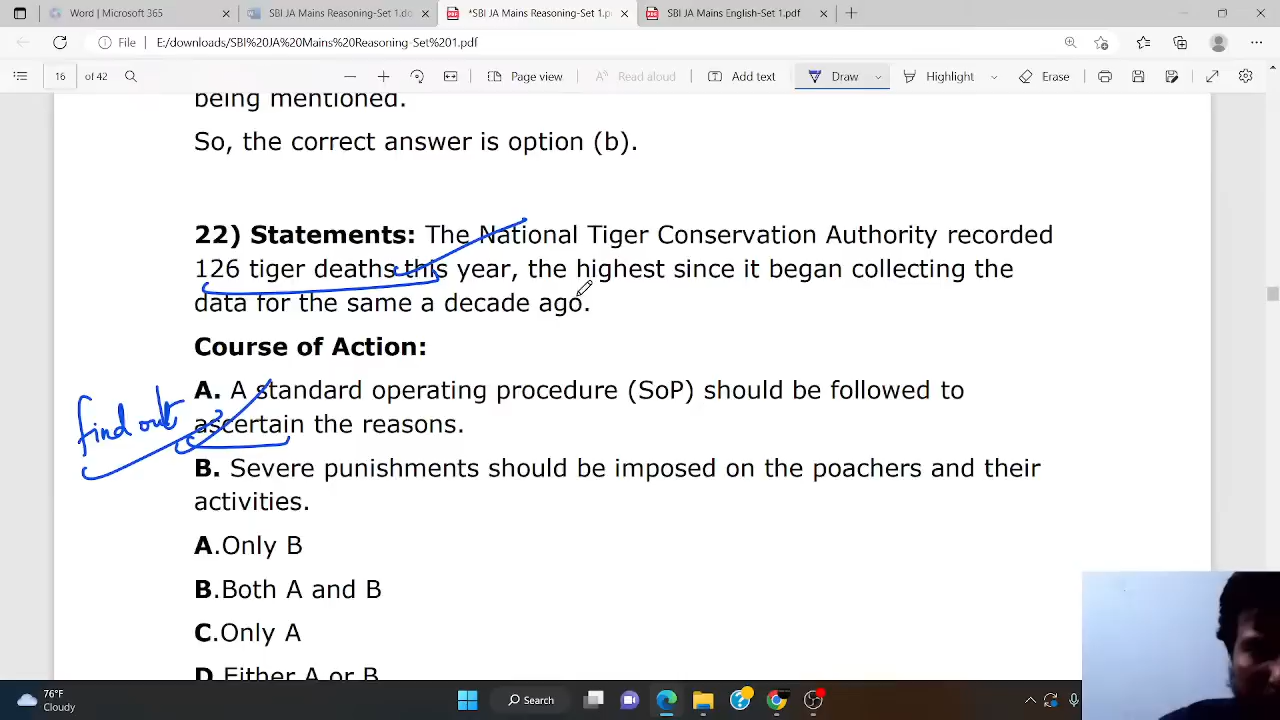 Word | Microsoft 365
SBI JA Mains Reasoning-Set 1.do
*SBI JA Mains Reasoning-Set 1.p
SBI JA Mains English-Set 1.pdf
File
E:/downloads/SBI%20JA%20Mains%20Reasoning-Set%201.pdf
16 of 42
Page view
Read aloud
Add text
Draw
Highlight
Erase
being mentioned.
So, the correct answer is option (b).
22) Statements: The National Tiger Conservation Authority recorded
126 tiger deaths this year, the highest since it began collecting the
data for the same a decade ago.
Course of Action:
A. A standard operating procedure (SoP) should be followed to
find out
ascertain the reasons.
B. Severe punishments should be imposed on the poachers and their
activities.
A.Only B
B.Both A and B
C.Only A
D.Either A or B
76°F
Cloudy
Search